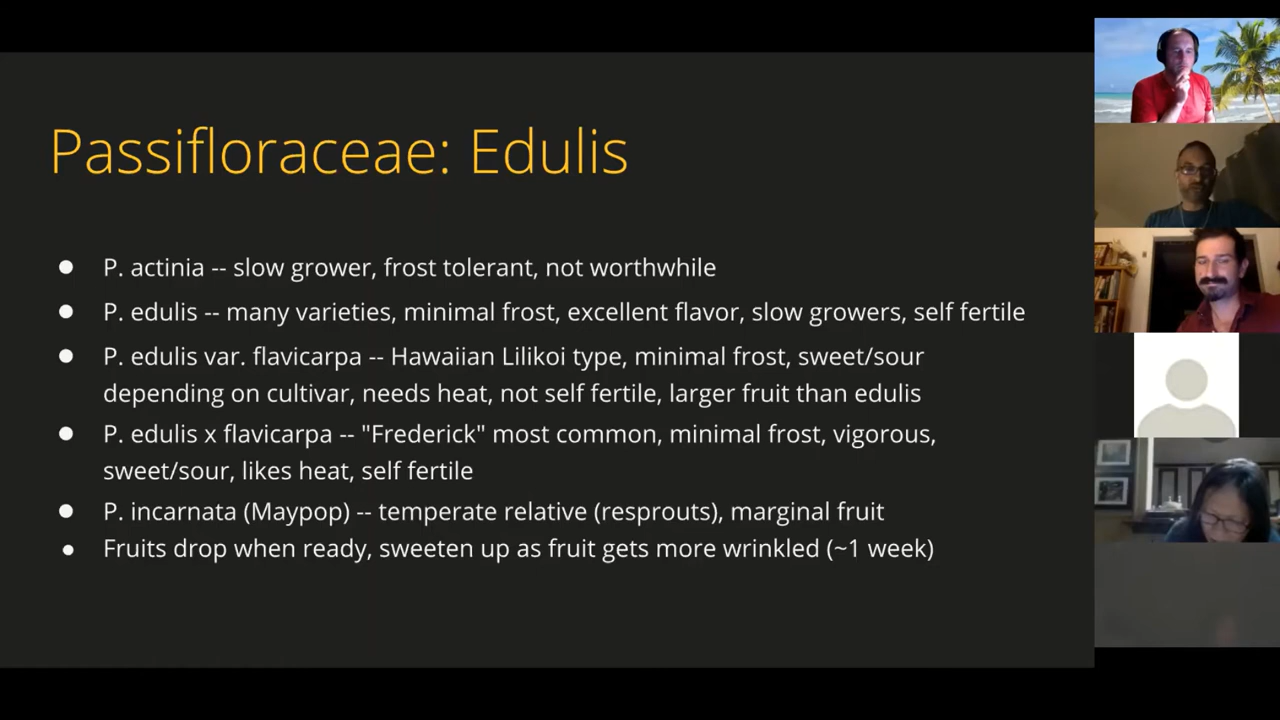 Passifloraceae: Edulis
● P. actinia -- slow grower, frost tolerant, not worthwhile
● P. edulis -- many varieties, minimal frost, excellent flavor, slow growers, self fertile
● P. edulis var. flavicarpa -- Hawaiian Lilikoi type, minimal frost, sweet/sour
depending on cultivar, needs heat, not self fertile, larger fruit than edulis
● P. edulis x flavicarpa -- "Frederick" most common, minimal frost, vigorous,
sweet/sour, likes heat, self fertile
● P. incarnata (Maypop) -- temperate relative (resprouts), marginal fruit
● Fruits drop when ready, sweeten up as fruit gets more wrinkled (~1 week)